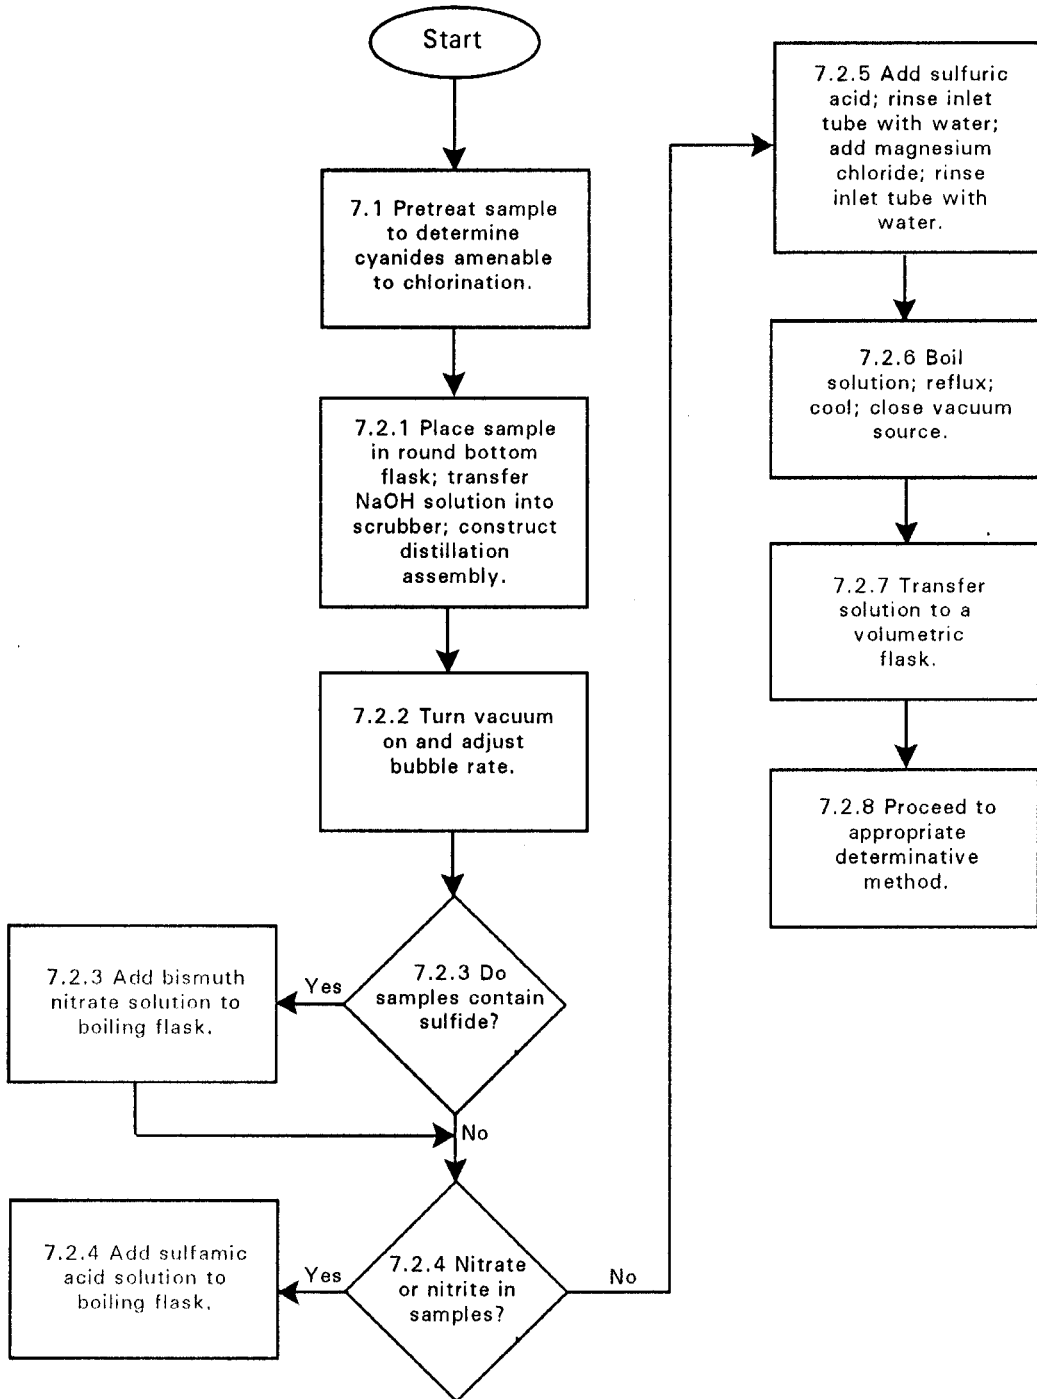 Start
7.1 Pretreat sample
to determine
cyanides amenable
to chlorination.
7.2.1 Place sample
in round bottom
flask; transfer
NaOH solution into
scrubber; construct
distillation
assembly.
7.2.2 Turn vacuum
on and adjust
bubble rate.
7.2.3 Do
samples contain
sulfide?
Yes
7.2.3 Add bismuth
nitrate solution to
boiling flask.
No
7.2.4 Nitrate
or nitrite in
samples?
Yes
7.2.4 Add sulfamic
acid solution to
boiling flask.
No
7.2.5 Add sulfuric
acid; rinse inlet
tube with water;
add magnesium
chloride; rinse
inlet tube with
water.
7.2.6 Boil
solution; reflux;
cool; close vacuum
source.
7.2.7 Transfer
solution to a
volumetric
flask.
7.2.8 Proceed to
appropriate
determinative
method.